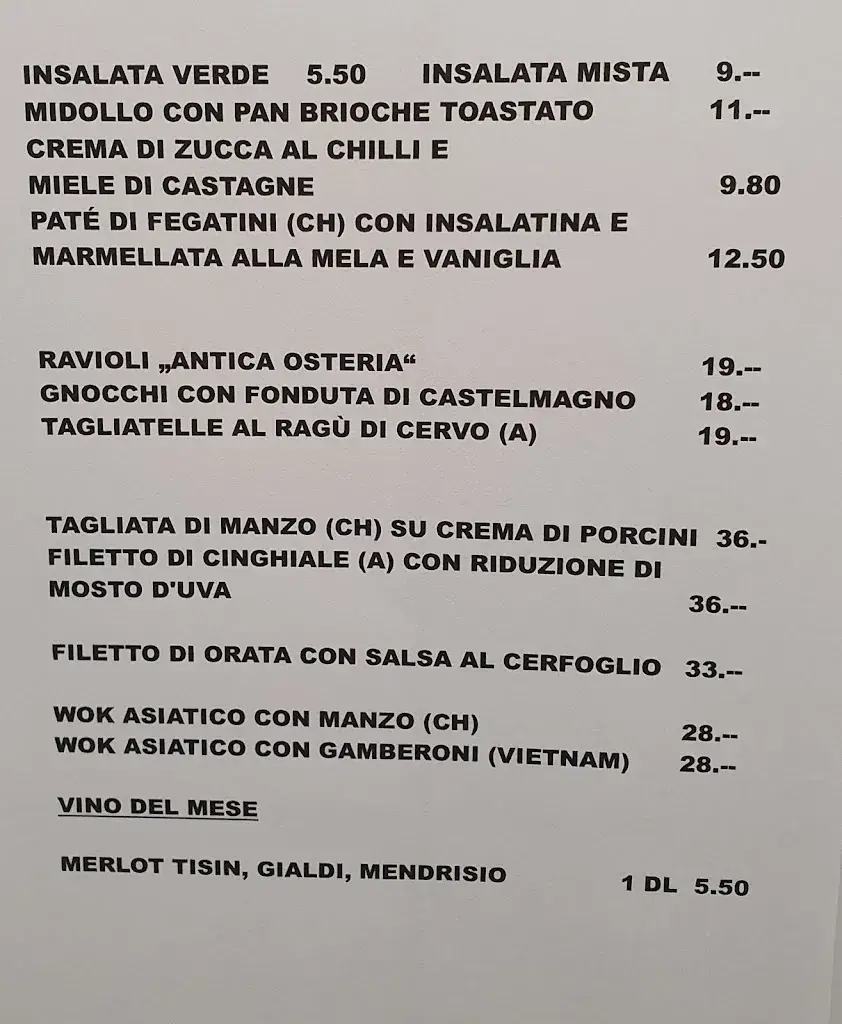 INSALATA VERDE 5.50 INSALATA MISTA 9.--
MIDOLLO CON PAN BRIOCHE TOASTATO 11.--
CREMA DI ZUCCA AL CHILLI E
MIELE DI CASTAGNE 9.80
PATÉ DI FEGATINI (CH) CON INSALATINA E
MARMELLATA ALLA MELA E VANIGLIA 12.50
RAVIOLI „ANTICA OSTERIA“ 19.--
GNOCCHI CON FONDUTA DI CASTELMAGNO 18.--
TAGLIATELLE AL RAGÙ DI CERVO (A) 19.--
TAGLIATA DI MANZO (CH) SU CREMA DI PORCINI 36.-
FILETTO DI CINGHIALE (A) CON RIDUZIONE DI
MOSTO D'UVA 36.--
FILETTO DI ORATA CON SALSA AL CERFOGLIO 33.--
WOK ASIATICO CON MANZO (CH) 28.--
WOK ASIATICO CON GAMBERONI (VIETNAM) 28.--
VINO DEL MESE
MERLOT TISIN, GIALDI, MENDRISIO 1 DL 5.50